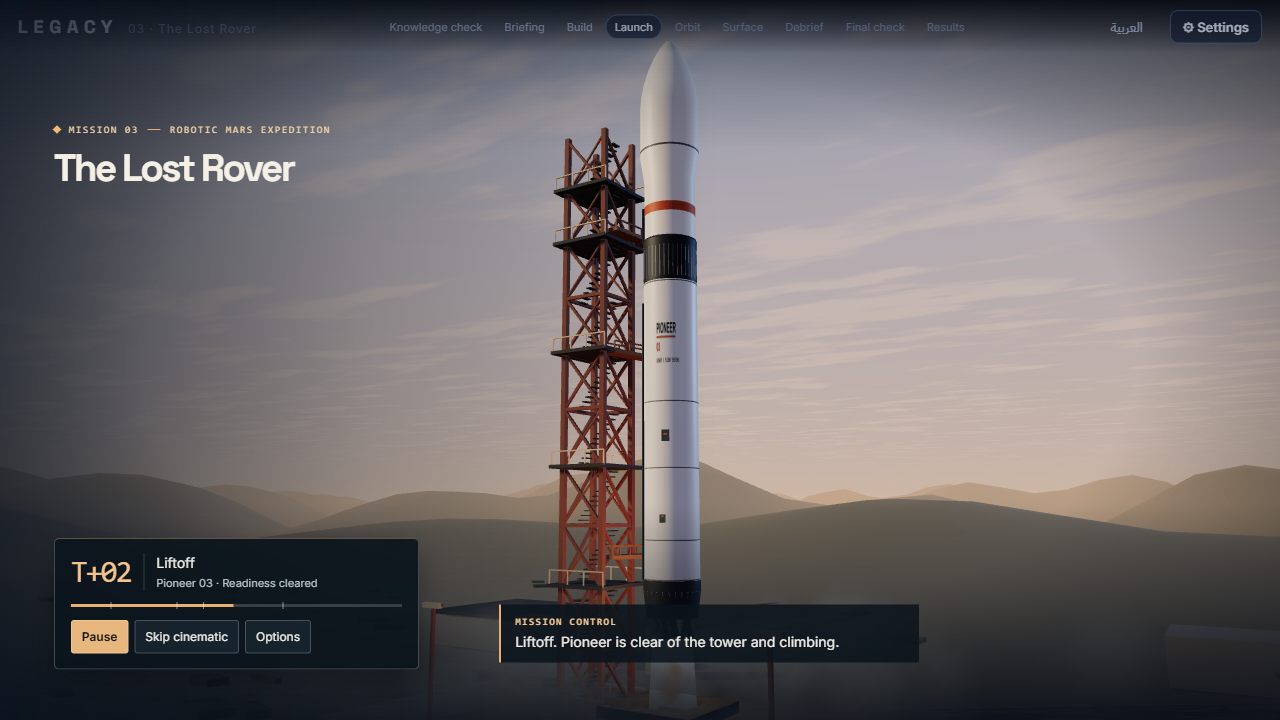 LEGACY 03 · The Lost Rover
Knowledge check Briefing Build Launch Orbit Surface Debrief Final check Results
العربية
⚙ Settings
◆ MISSION 03 — ROBOTIC MARS EXPEDITION
The Lost Rover
PIONEER
03
T+02
Liftoff
Pioneer 03 · Readiness cleared
Pause Skip cinematic Options
MISSION CONTROL
Liftoff. Pioneer is clear of the tower and climbing.